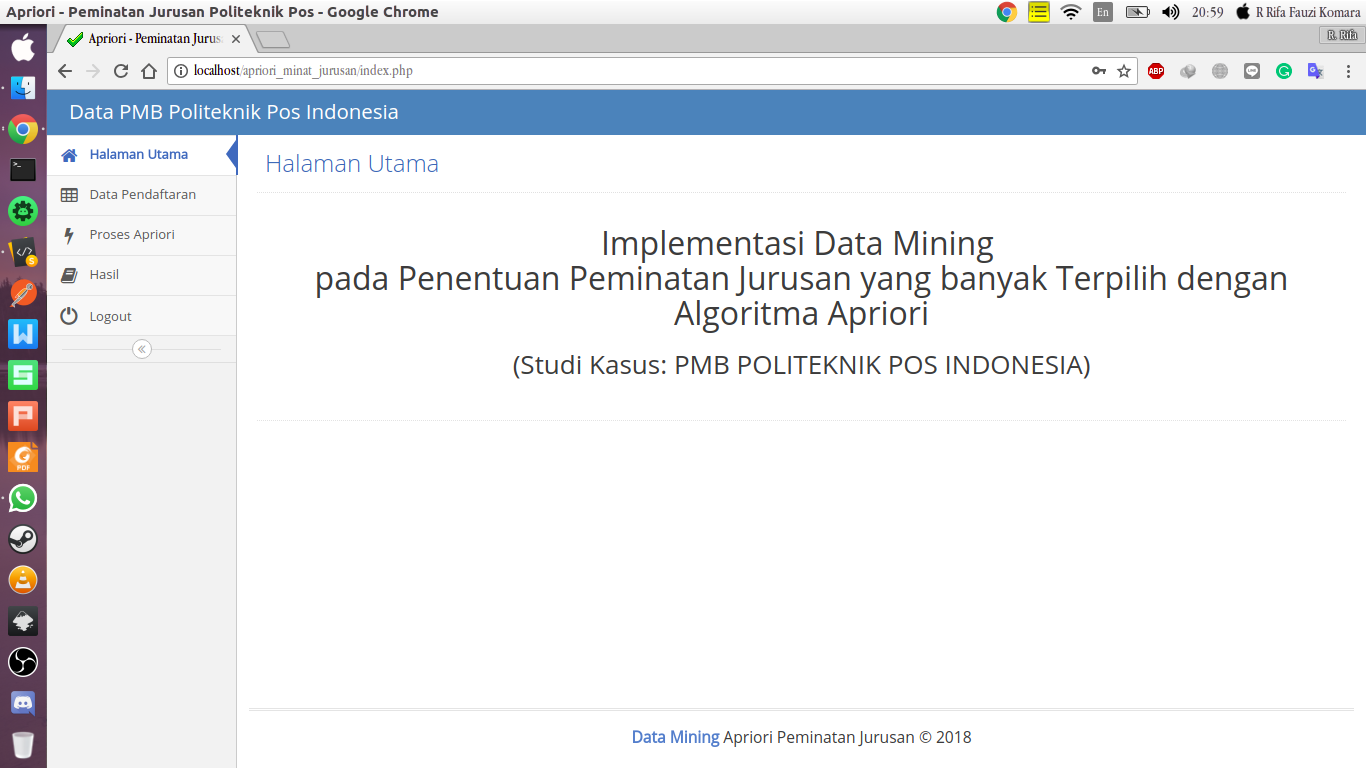 Apriori - Peminatan Jurusan Politeknik Pos - Google Chrome
En
20:59
R Rifa Fauzi Komara
Apriori - Peminatan Jurus
R. Rifa
localhost/apriori_minat_jurusan/index.php
ABP
Data PMB Politeknik Pos Indonesia
Halaman Utama
Data Pendaftaran
Proses Apriori
Hasil
Logout
Halaman Utama
Implementasi Data Mining
pada Penentuan Peminatan Jurusan yang banyak Terpilih dengan
Algoritma Apriori
(Studi Kasus: PMB POLITEKNIK POS INDONESIA)
Data Mining Apriori Peminatan Jurusan © 2018
PDF